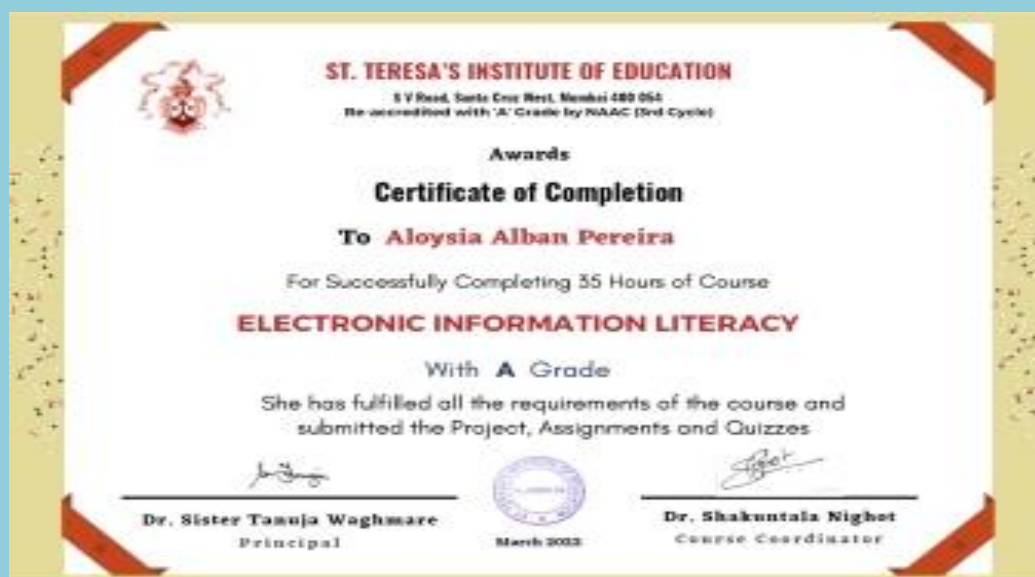 ST. TERESA'S INSTITUTE OF EDUCATION
S V Road, Santa Cruz West, Mumbai 400 054
Re-accredited with 'A' Grade by NAAC (3rd Cycle)
Awards
Certificate of Completion
To Aloysia Alban Pereira
For Successfully Completing 35 Hours of Course
ELECTRONIC INFORMATION LITERACY
With A Grade
She has fulfilled all the requirements of the course and
submitted the Project, Assignments and Quizzes
Dr. Sister Tanuja Waghmare
Principal
March
Dr. Shakuntala Nighot
Course Coordinator